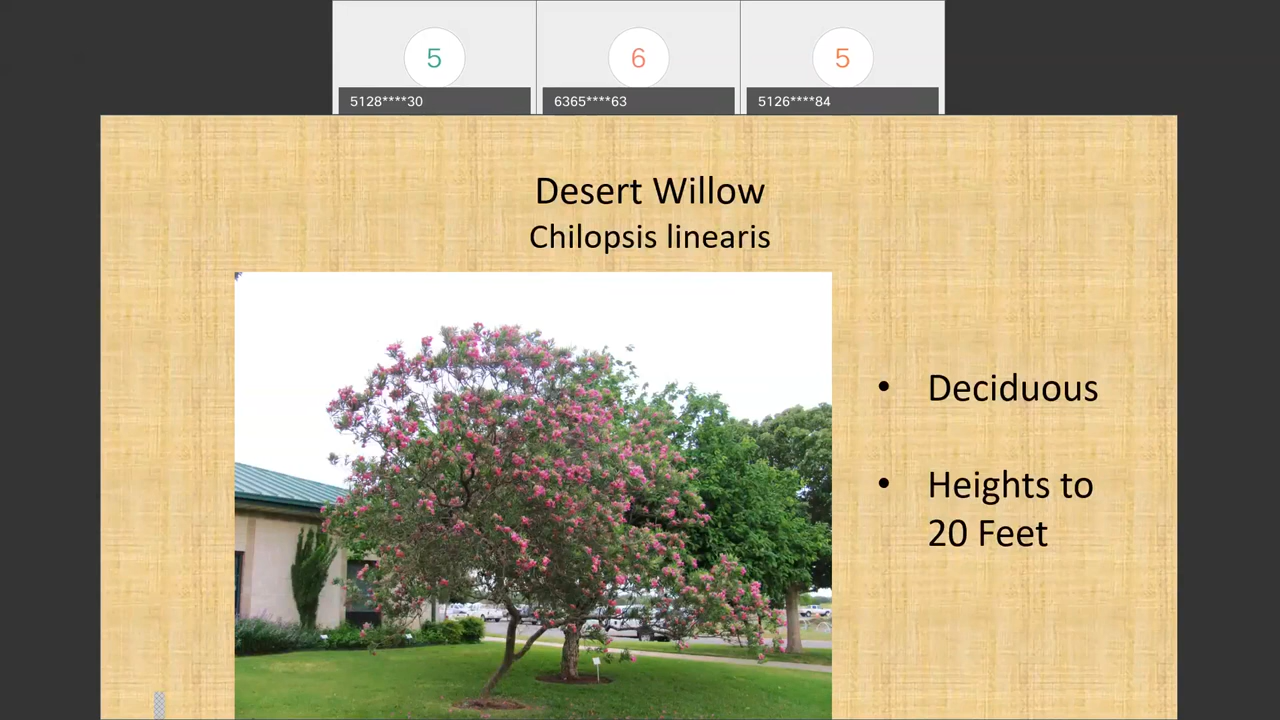 5
6
5
5128****30
6365****63
5126****84
Desert Willow
Chilopsis linearis
• Deciduous
• Heights to
20 Feet